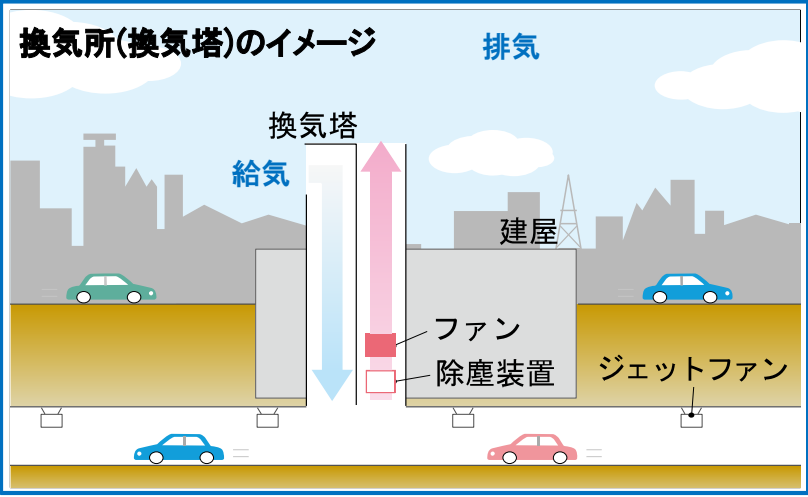 換気所(換気塔)のイメージ
排気
換気塔
給気
建屋
ファン
除塵装置
ジェットファン